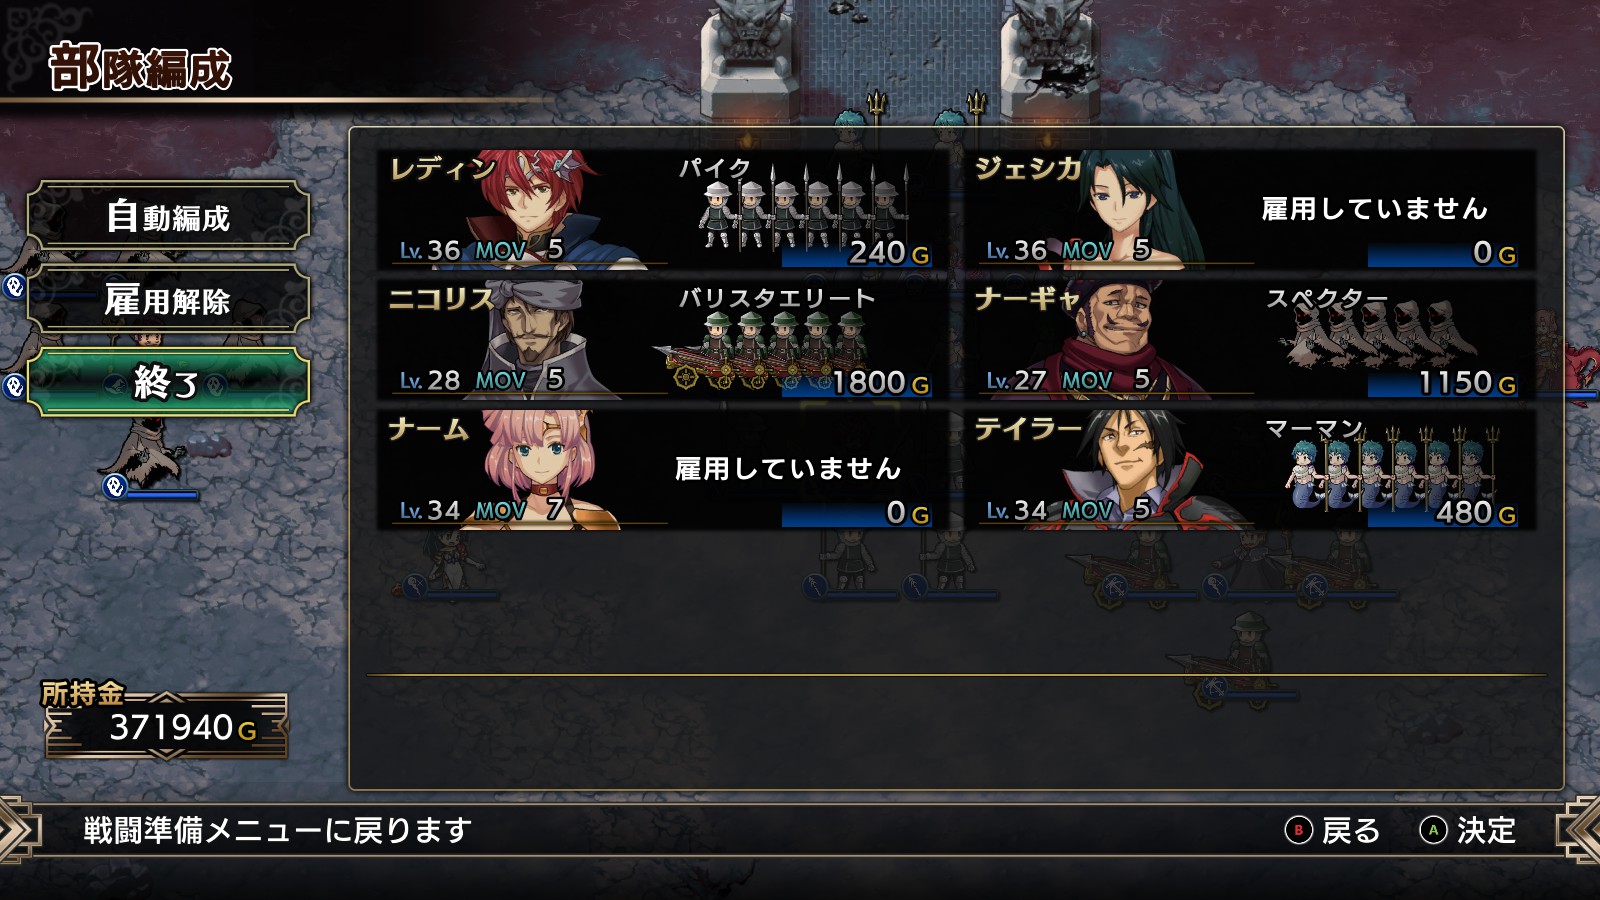 部隊編成
自動編成
雇用解除
終了
所持金
371940G
レディン
Lv.36 MOV 5
パイク
240G
ジェシカ
Lv.36 MOV 5
雇用していません
0G
ニコリス
Lv.28 MOV 5
バリスタエリート
1800G
ナーギャ
Lv.27 MOV 5
スペクター
1150G
ナーム
Lv.34 MOV 7
雇用していません
0G
テイラー
Lv.34 MOV 5
マーマン
480G
戦闘準備メニューに戻ります
B 戻る A 決定